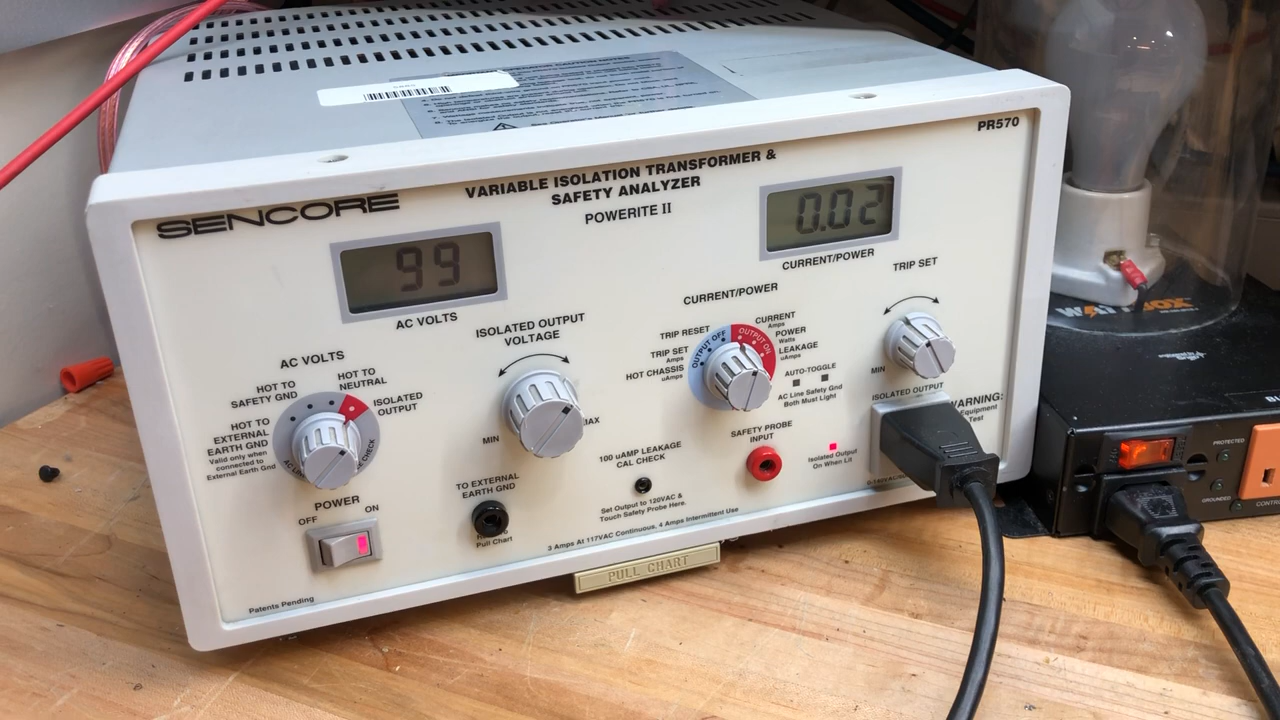 PR570
VARIABLE ISOLATION TRANSFORMER &
SAFETY ANALYZER
POWERITE II
SENCORE
99
AC VOLTS
0.02
CURRENT/POWER
TRIP SET
MIN
ISOLATED OUTPUT
VOLTAGE
MIN
AC VOLTS
HOT TO
SAFETY GND
HOT TO
NEUTRAL
ISOLATED
OUTPUT
HOT TO
EXTERNAL
EARTH GND
Valid only when
connected to
External Earth Gnd
CHECK
CURRENT/POWER
TRIP RESET
TRIP SET
Amps
HOT CHASSIS
uAmps
OUTPUT OFF
OUTPUT ON
CURRENT
Amps
POWER
Watts
LEAKAGE
uAmps
AUTO-TOGGLE
AC Line Safety Gnd
Both Must Light
ISOLATED OUTPUT
WARNING:
Equipment
Test
SAFETY PROBE
INPUT
Isolated Output
On When Lit
100 uAMP LEAKAGE
CAL CHECK
Set Output to 120VAC &
Touch Safety Probe Here.
TO EXTERNAL
EARTH GND
Pull Chart
POWER
OFF
ON
3 Amps At 117VAC Continuous, 4 Amps Intermittent Use
PULL CHART
Patents Pending
PROTECTED
GROUNDED